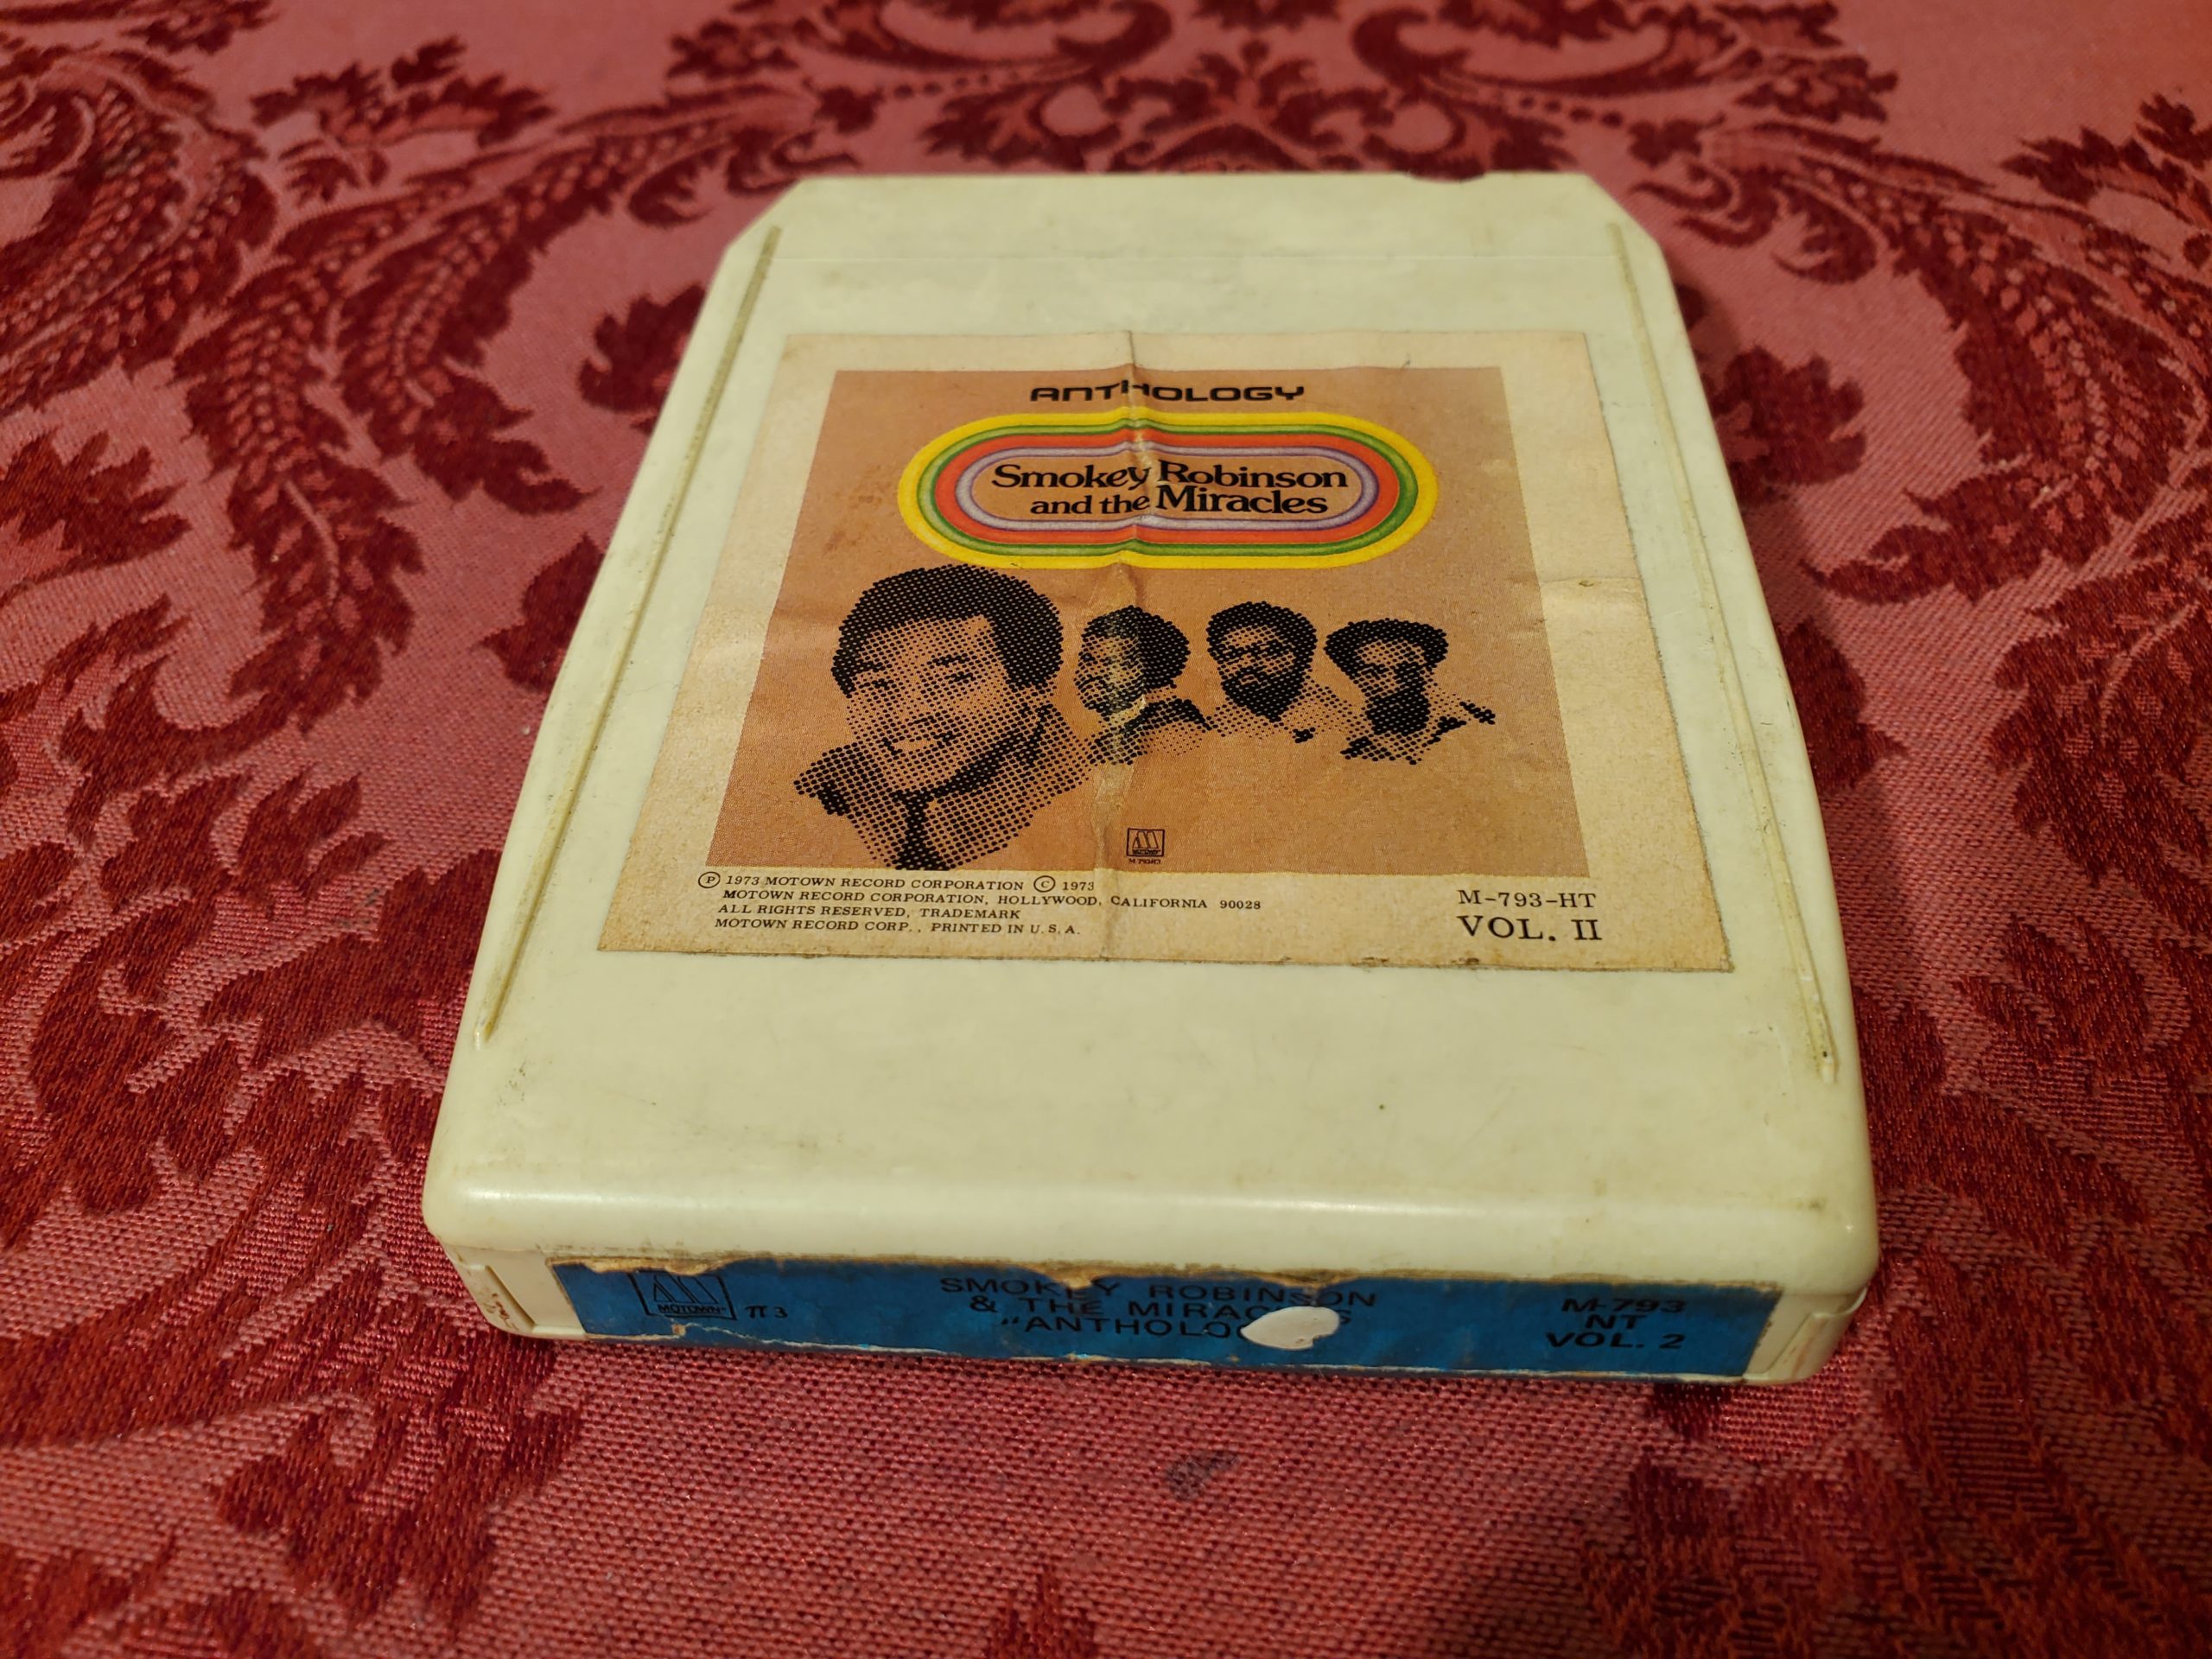 ANTHOLOGY
Smokey Robinson
and the Miracles
MOTOWN
Ⓟ 1973 MOTOWN RECORD CORPORATION © 1973
MOTOWN RECORD CORPORATION, HOLLYWOOD, CALIFORNIA 90028
ALL RIGHTS RESERVED, TRADEMARK
MOTOWN RECORD CORP., PRINTED IN U.S.A.
M-793-HT
VOL. II
MOTOWN
π 3
SMOKEY ROBINSON
& THE
"ANTHOLO
M-793
NT
VOL. 2